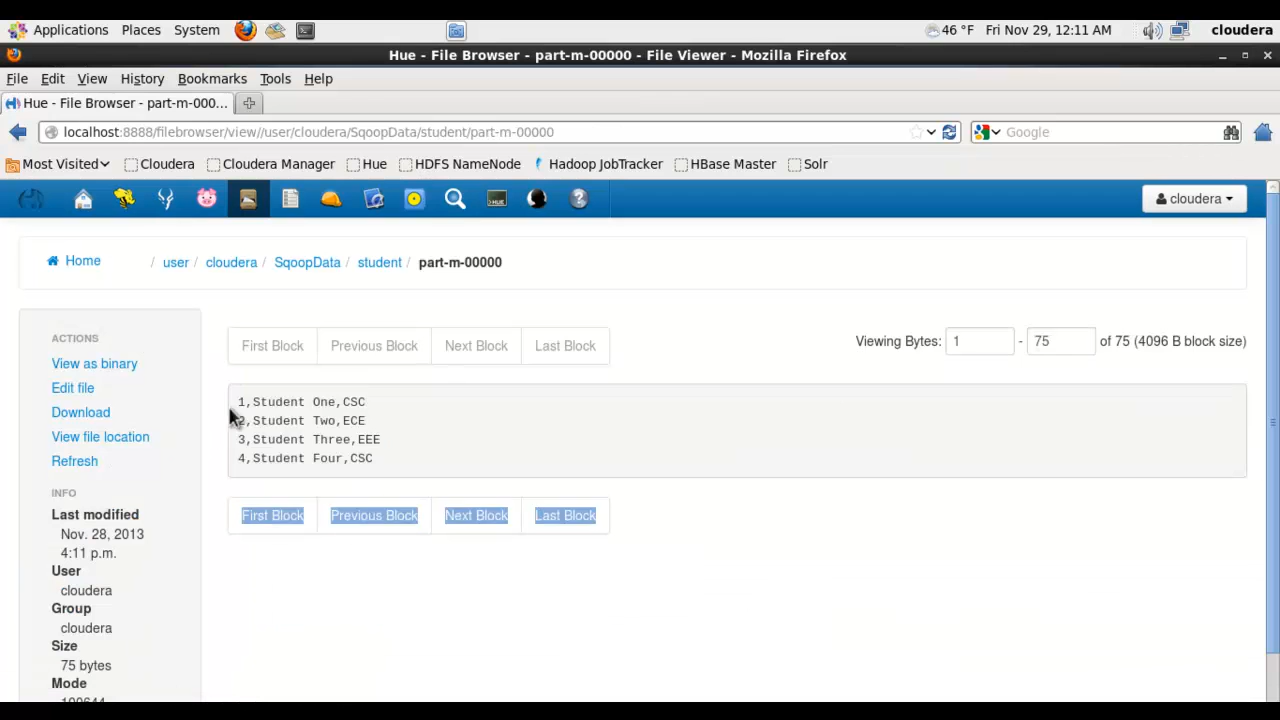 Applications Places System 46 °F Fri Nov 29, 12:11 AM cloudera
Hue - File Browser - part-m-00000 - File Viewer - Mozilla Firefox
File Edit View History Bookmarks Tools Help
Hue - File Browser - part-m-000...
localhost:8888/filebrowser/view//user/cloudera/SqoopData/student/part-m-00000 Google
Most Visited Cloudera Cloudera Manager Hue HDFS NameNode Hadoop JobTracker HBase Master Solr
HUE cloudera
Home / user / cloudera / SqoopData / student / part-m-00000
ACTIONS
View as binary
Edit file
Download
View file location
Refresh
INFO
Last modified
Nov. 28, 2013
4:11 p.m.
User
cloudera
Group
cloudera
Size
75 bytes
Mode
100644
First Block Previous Block Next Block Last Block
Viewing Bytes: 1 - 75 of 75 (4096 B block size)
1,Student One,CSC
2,Student Two,ECE
3,Student Three,EEE
4,Student Four,CSC
First Block Previous Block Next Block Last Block